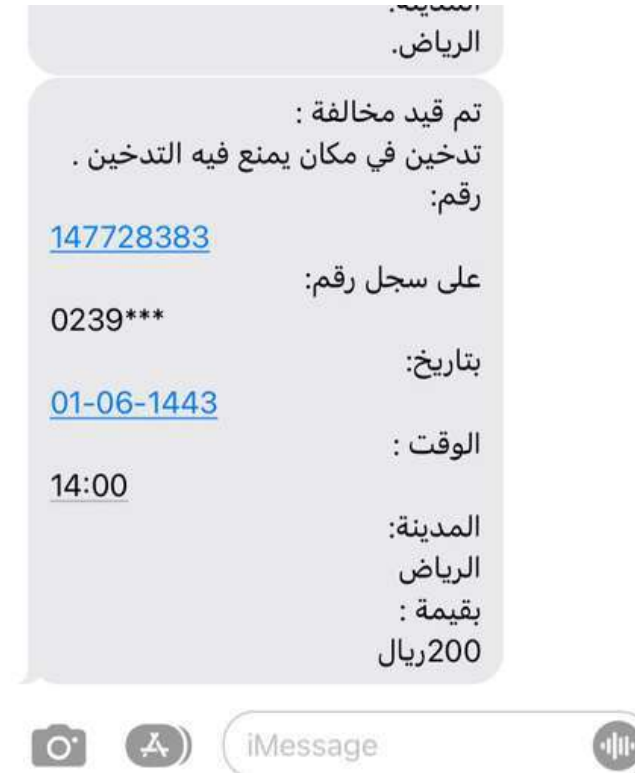 الرياض.
تم قيد مخالفة :
تدخين في مكان يمنع فيه التدخين .
رقم:
147728383
على سجل رقم:
0239***
بتاريخ:
01-06-1443
الوقت :
14:00
المدينة:
الرياض
بقيمة :
200ريال
iMessage